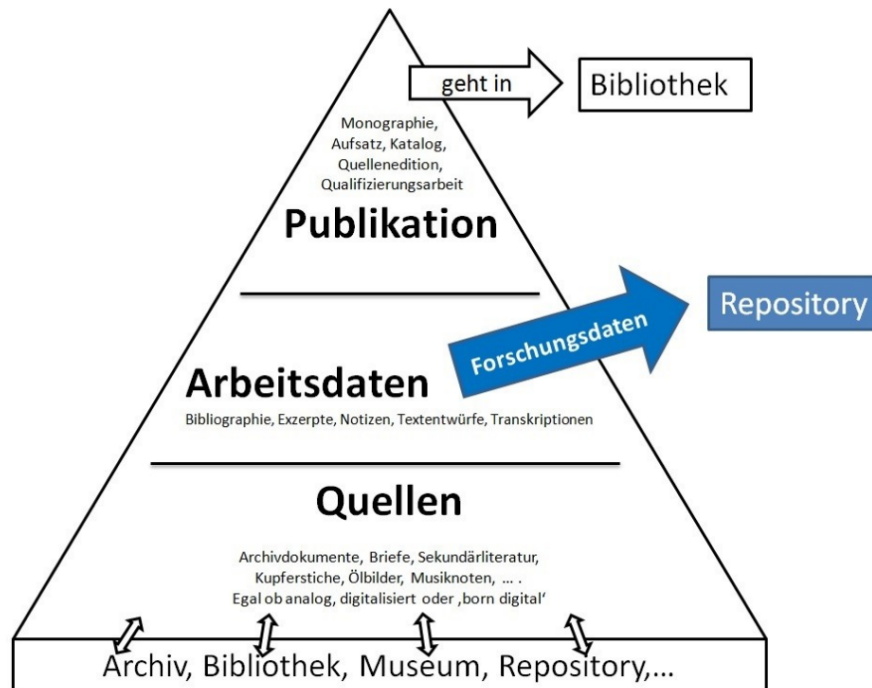 geht in
Bibliothek
Monographie,
Aufsatz, Katalog,
Quellenedition,
Qualifizierungsarbeit
Publikation
Repository
Forschungsdaten
Arbeitsdaten
Bibliographie, Exzerpte, Notizen, Textentwürfe, Transkriptionen
Quellen
Archivdokumente, Briefe, Sekundärliteratur,
Kupferstiche, Ölbilder, Musiknoten, ... .
Egal ob analog, digitalisiert oder ‚born digital‘
Archiv, Bibliothek, Museum, Repository,...